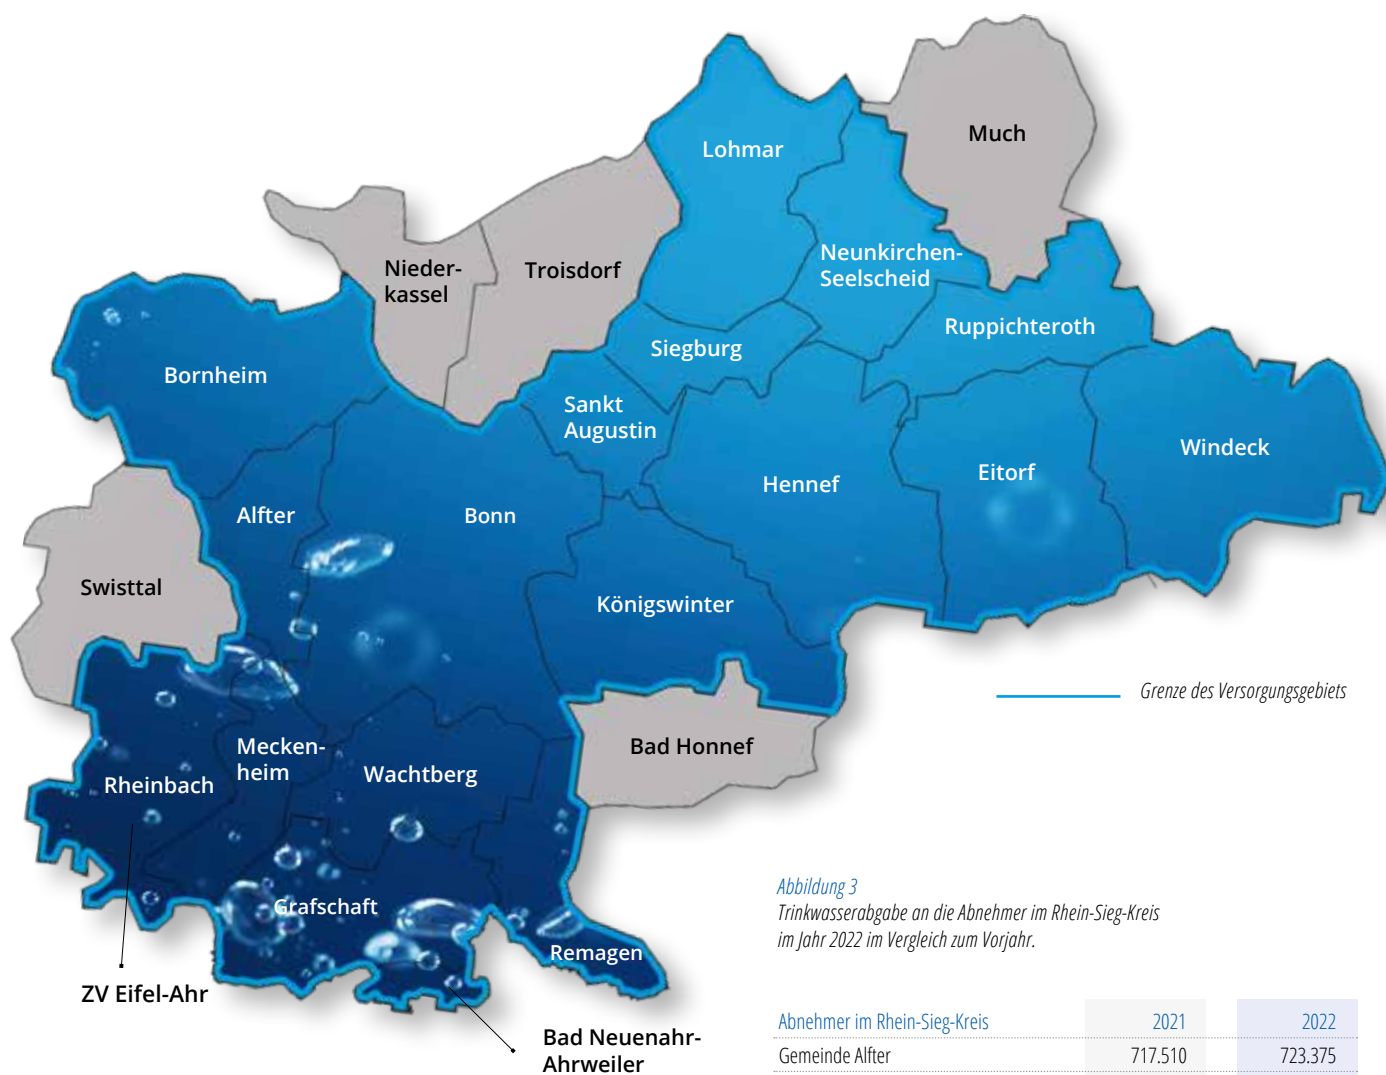 Much
Lohmar
Neunkirchen-
Seelscheid
Nieder-
kassel
Troisdorf
Ruppichteroth
Siegburg
Bornheim
Sankt
Augustin
Windeck
Eitorf
Hennef
Alfter
Bonn
Swisttal
Königswinter
Grenze des Versorgungsgebiets
Bad Honnef
Mecken-
heim
Wachtberg
Rheinbach
Grafschaft
Remagen
ZV Eifel-Ahr
Bad Neuenahr-
Ahrweiler
Abbildung 3
Trinkwasserabgabe an die Abnehmer im Rhein-Sieg-Kreis
im Jahr 2022 im Vergleich zum Vorjahr.
Abnehmer im Rhein-Sieg-Kreis 2021 2022
Gemeinde Alfter 717.510 723.375